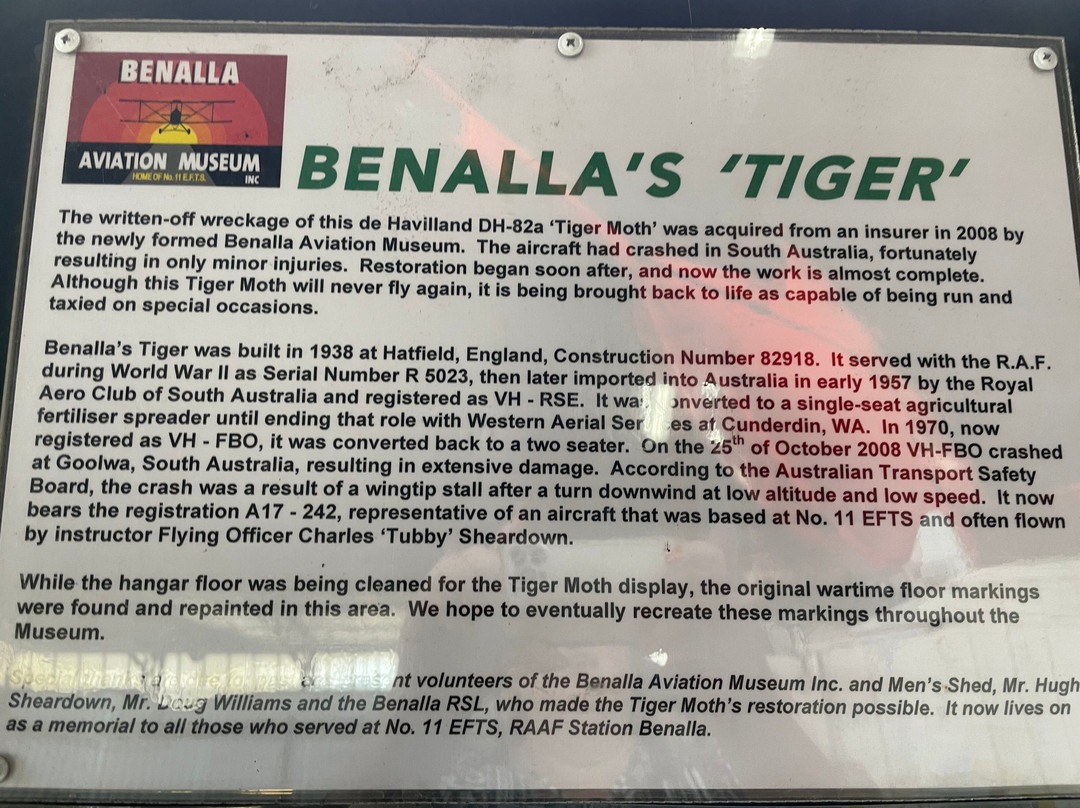 BENALLA
AVIATION MUSEUM
HOME OF No. 11 E.F.T.S.
INC
BENALLA'S 'TIGER'
The written-off wreckage of this de Havilland DH-82a 'Tiger Moth' was acquired from an insurer in 2008 by
the newly formed Benalla Aviation Museum. The aircraft had crashed in South Australia, fortunately
resulting in only minor injuries. Restoration began soon after, and now the work is almost complete.
Although this Tiger Moth will never fly again, it is being brought back to life as capable of being run and
taxied on special occasions.
Benalla's Tiger was built in 1938 at Hatfield, England, Construction Number 82918. It served with the R.A.F.
during World War II as Serial Number R 5023, then later imported into Australia in early 1957 by the Royal
Aero Club of South Australia and registered as VH - RSE. It was converted to a single-seat agricultural
fertiliser spreader until ending that role with Western Aerial Services at Cunderdin, WA. In 1970, now
registered as VH - FBO, it was converted back to a two seater. On the 25th of October 2008 VH-FBO crashed
at Goolwa, South Australia, resulting in extensive damage. According to the Australian Transport Safety
Board, the crash was a result of a wingtip stall after a turn downwind at low altitude and low speed. It now
bears the registration A17 - 242, representative of an aircraft that was based at No. 11 EFTS and often flown
by instructor Flying Officer Charles 'Tubby' Sheardown.
While the hangar floor was being cleaned for the Tiger Moth display, the original wartime floor markings
were found and repainted in this area. We hope to eventually recreate these markings throughout the
Museum.
Special thanks volunteers of the Benalla Aviation Museum Inc. and Men's Shed, Mr. Hugh
Sheardown, Mr. Doug Williams and the Benalla RSL, who made the Tiger Moth's restoration possible. It now lives on
as a memorial to all those who served at No. 11 EFTS, RAAF Station Benalla.